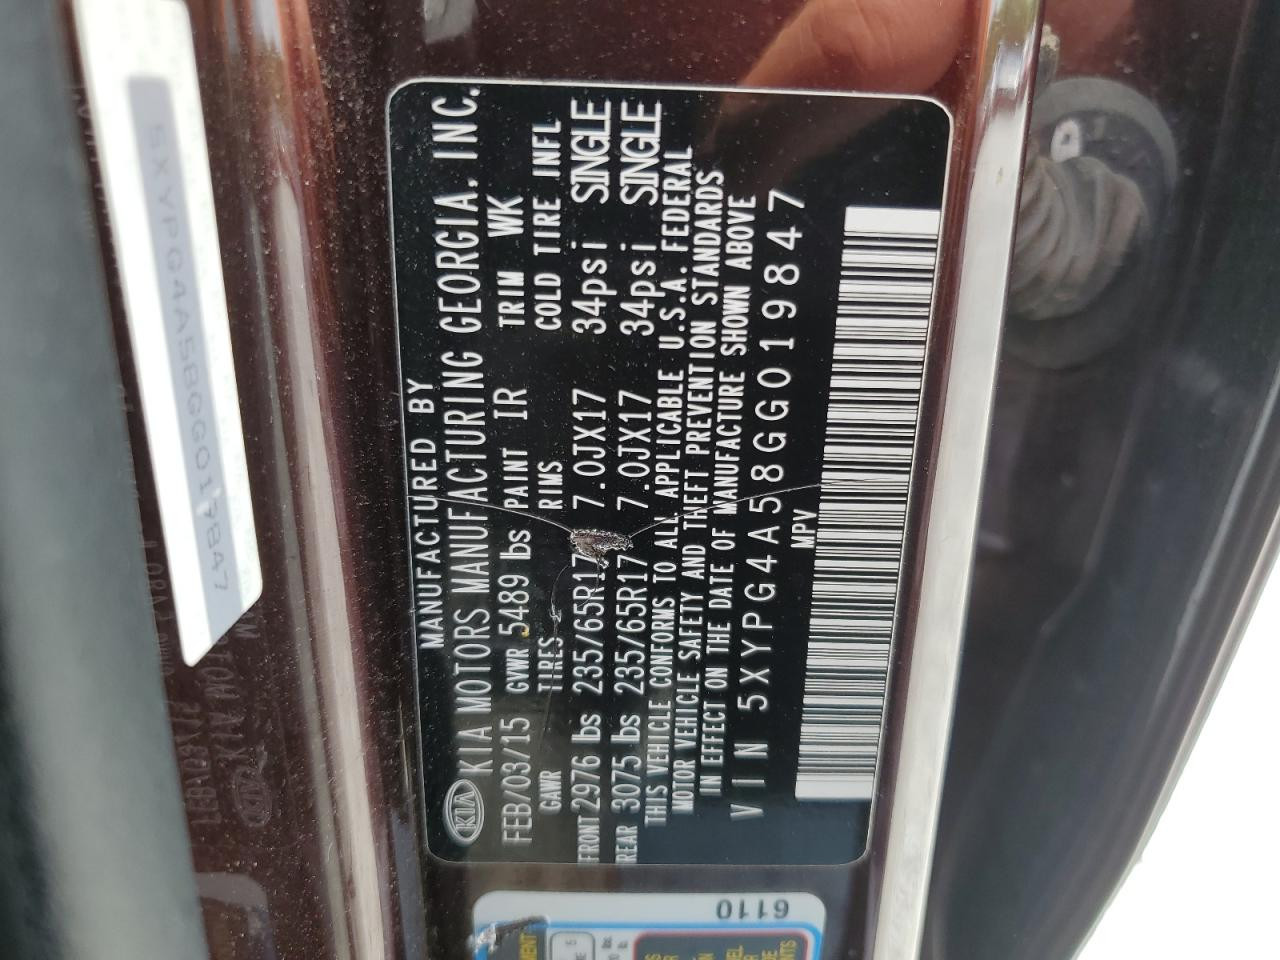 MANUFACTURED BY
KIA KIA MOTORS MANUFACTURING GEORGIA, INC.
FEB/03/15 GVWR 5489 lbs PAINT IR TRIM WK
GAWR TIRES RIMS COLD TIRE INFL
FRONT 2976 lbs 235/65R17 7.0JX17 34psi SINGLE
REAR 3075 lbs 235/65R17 7.0JX17 34psi SINGLE
THIS VEHICLE CONFORMS TO ALL APPLICABLE U.S.A. FEDERAL
MOTOR VEHICLE SAFETY AND THEFT PREVENTION STANDARDS
IN EFFECT ON THE DATE OF MANUFACTURE SHOWN ABOVE
VIN 5XYPG4A58GG019847
MPV
5XYPG4A58GG019847
6110